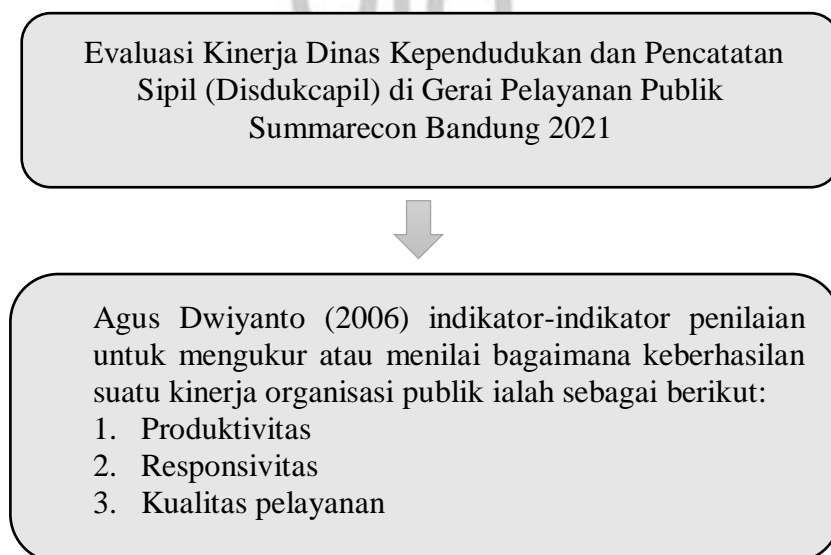 Evaluasi Kinerja Dinas Kependudukan dan Pencatatan
Sipil (Disdukcapil) di Gerai Pelayanan Publik
Summarecon Bandung 2021
Agus Dwiyanto (2006) indikator-indikator penilaian
untuk mengukur atau menilai bagaimana keberhasilan
suatu kinerja organisasi publik ialah sebagai berikut:
1. Produktivitas
2. Responsivitas
3. Kualitas pelayanan